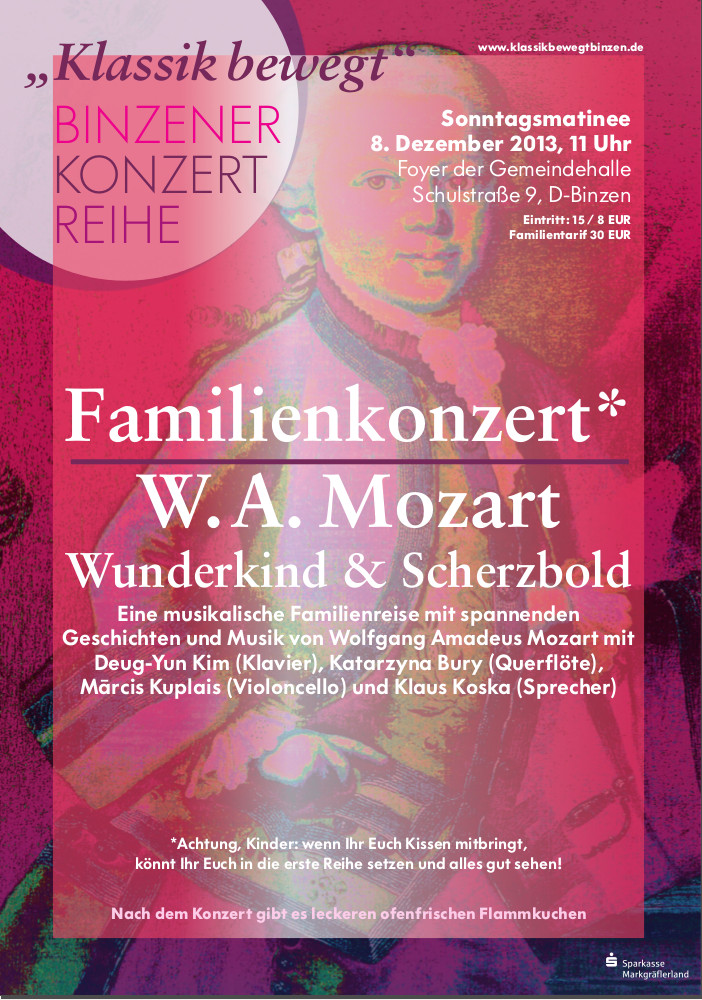 „Klassik bewegt“
www.klassikbewegtbinzen.de
BINZENER
KONZERT
REIHE
Sonntagsmatinee
8. Dezember 2013, 11 Uhr
Foyer der Gemeindehalle
Schulstraße 9, D-Binzen
Eintritt: 15 / 8 EUR
Familientarif 30 EUR
Familienkonzert*
W. A. Mozart
Wunderkind & Scherzbold
Eine musikalische Familienreise mit spannenden
Geschichten und Musik von Wolfgang Amadeus Mozart mit
Deug-Yun Kim (Klavier), Katarzyna Bury (Querflöte),
Mārcis Kuplais (Violoncello) und Klaus Koska (Sprecher)
*Achtung, Kinder: wenn Ihr Euch Kissen mitbringt,
könnt Ihr Euch in die erste Reihe setzen und alles gut sehen!
Nach dem Konzert gibt es leckeren ofenfrischen Flammkuchen
Sparkasse
Markgräflerland